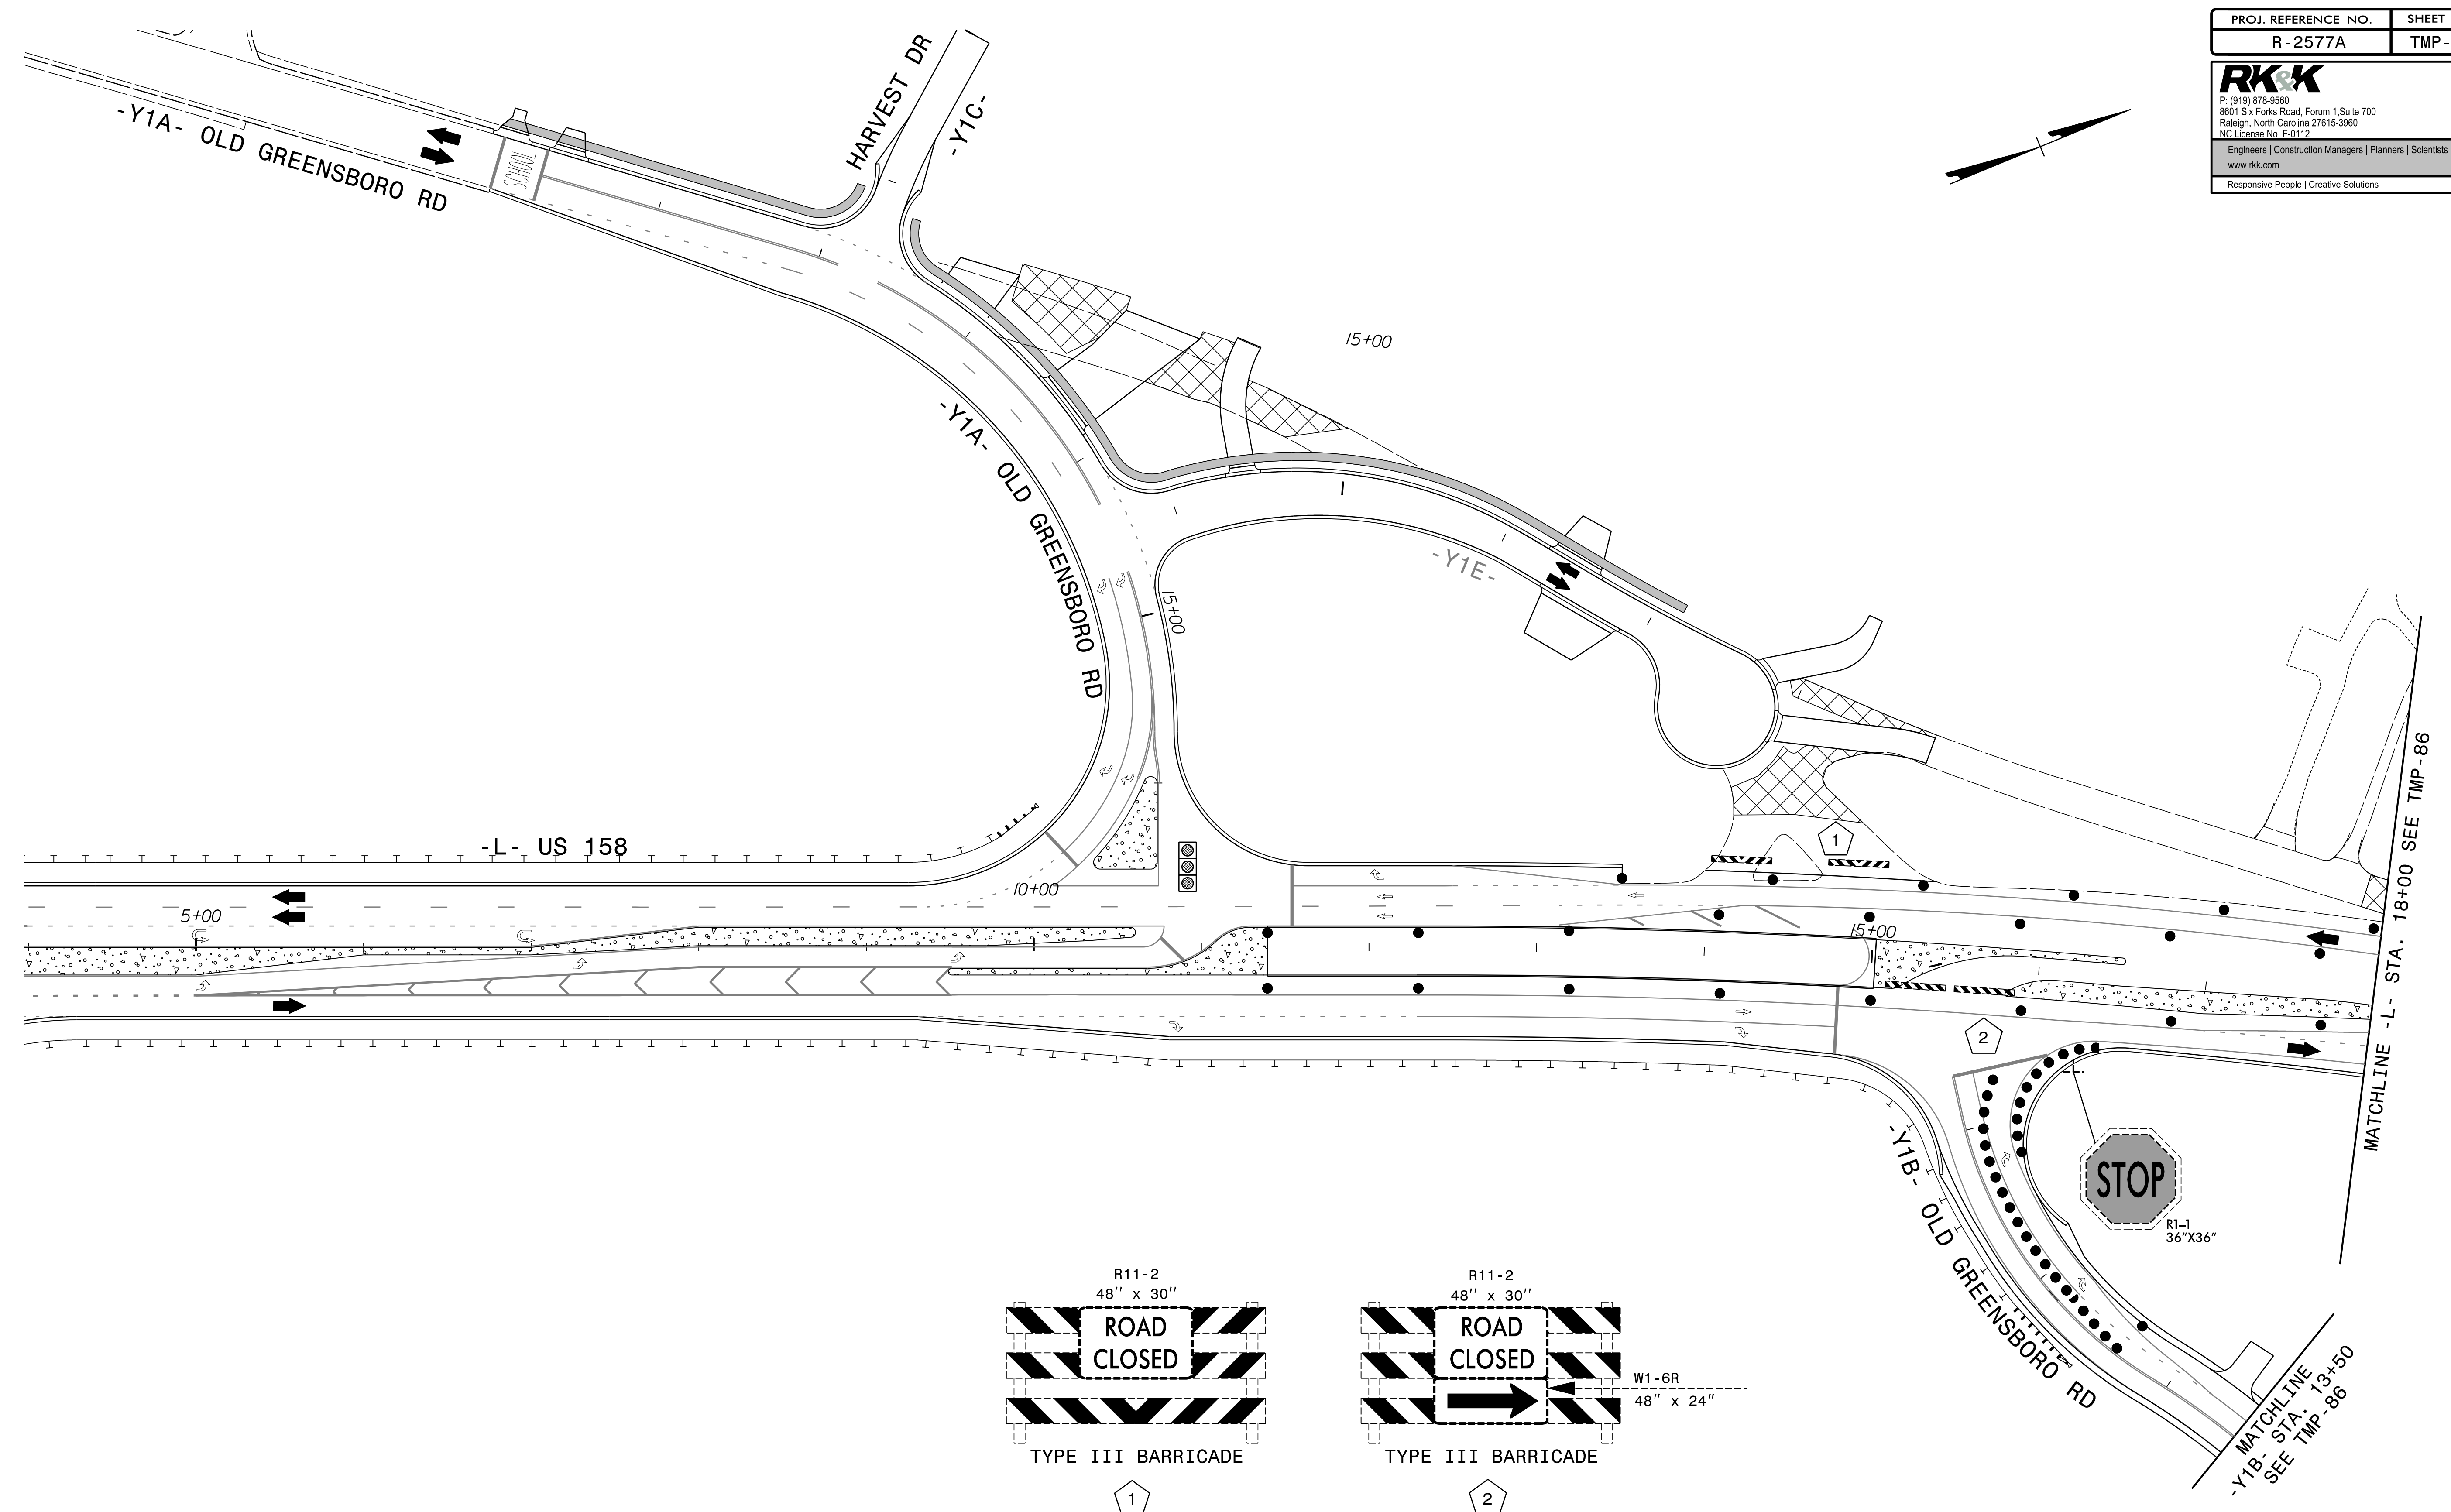 PROJ. REFERENCE NO.
SHEET
R-2577A
TMP-
RK&K
P: (919) 878-9560
8601 Six Forks Road, Forum 1,Suite 700
Raleigh, North Carolina 27615-3960
NC License No. F-0112
Engineers | Construction Managers | Planners | Scientists
www.rkk.com
Responsive People | Creative Solutions
HARVEST DR
-Y1C-
-Y1A- OLD GREENSBORO RD
SCHOOL
15+00
-Y1A- OLD GREENSBORO RD
-Y1E-
15+00
MATCHLINE -L- STA. 18+00 SEE TMP-86
1
-L- US 158
10+00
5+00
15+00
2
-Y1B- OLD GREENSBORO RD
-L-
STOP
R1-1
36"X36"
MATCHLINE
-Y1B- STA. 13+50
SEE TMP-86
R11-2
48" x 30"
ROAD
CLOSED
TYPE III BARRICADE
1
R11-2
48" x 30"
ROAD
CLOSED
W1-6R
48" x 24"
TYPE III BARRICADE
2